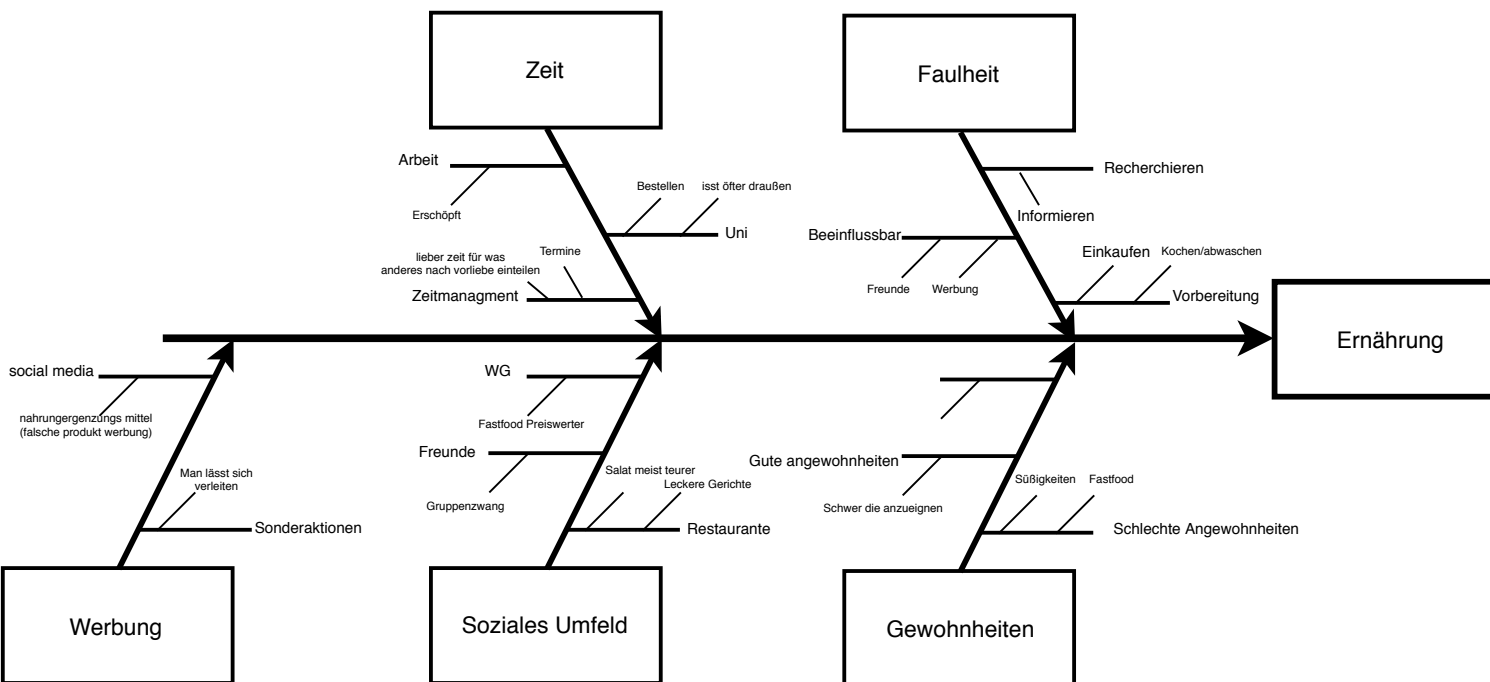 Zeit
Faulheit
Arbeit
Recherchieren
Bestellen
isst öfter draußen
Erschöpft
Informieren
Beeinflussbar
Uni
Termine
Einkaufen
Kochen/abwaschen
lieber zeit für was
anderes nach vorliebe einteilen
Freunde
Werbung
Zeitmanagment
Vorbereitung
Ernährung
social media
WG
nahrungergenzungs mittel
(falsche produkt werbung)
Fastfood Preiswerter
Freunde
Gute angewohnheiten
Man lässt sich
verleiten
Salat meist teurer
Leckere Gerichte
Süßigkeiten
Fastfood
Gruppenzwang
Schwer die anzueignen
Sonderaktionen
Restaurante
Schlechte Angewohnheiten
Werbung
Soziales Umfeld
Gewohnheiten